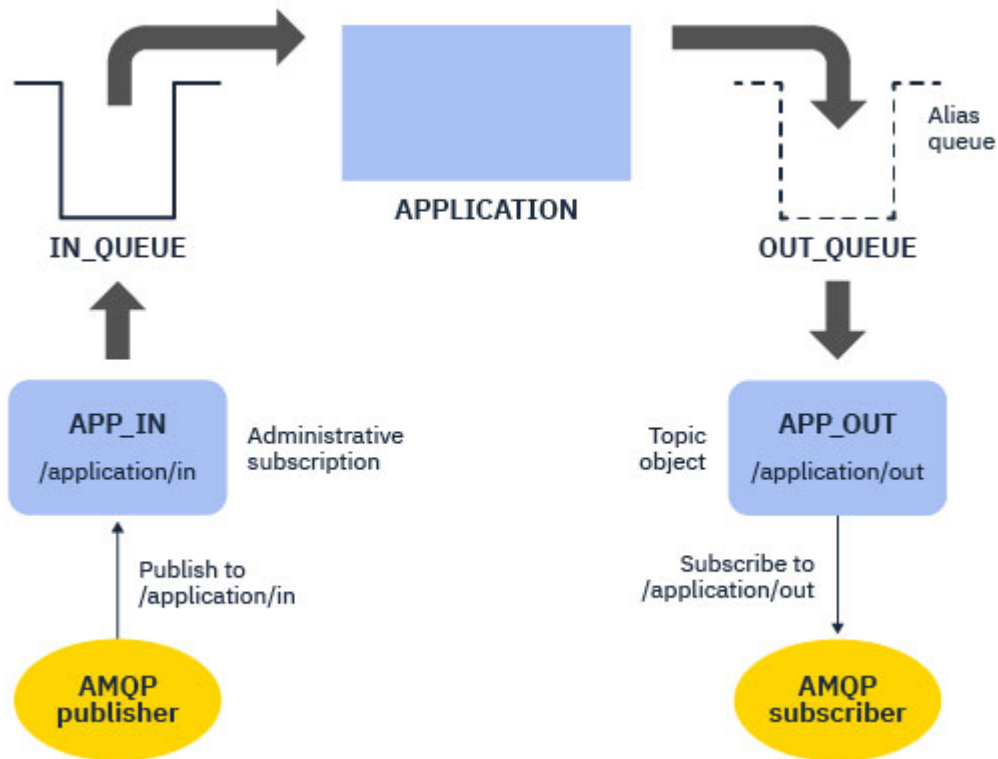 APPLICATION
Alias
queue
IN_QUEUE
OUT_QUEUE
APP_IN
/application/in
Administrative
subscription
Topic
object
APP_OUT
/application/out
Publish to
/application/in
Subscribe to
/application/out
AMQP
publisher
AMQP
subscriber